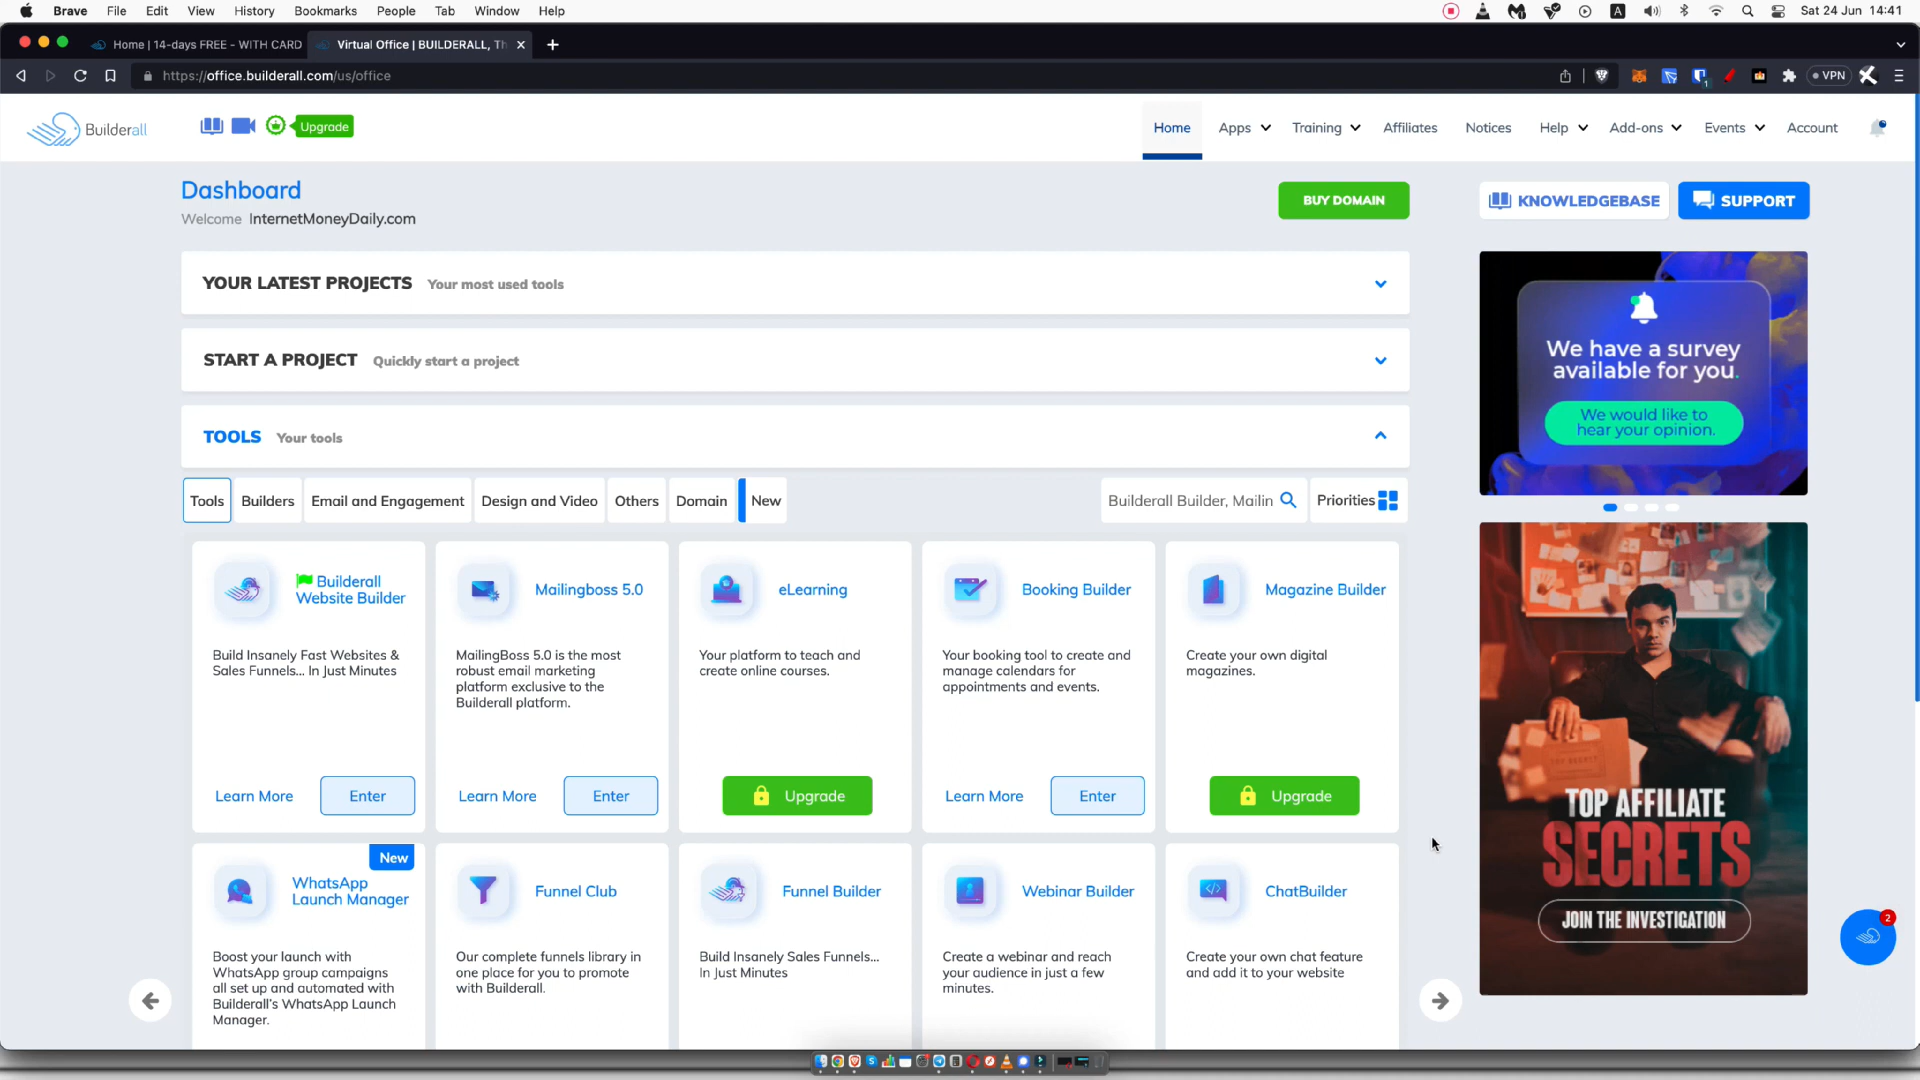 Brave File Edit View History Bookmarks People Tab Window Help
A
Sat 24 Jun 14:41
Home | 14-days FREE - WITH CARD
Virtual Office | BUILDERALL, Th
https://office.builderall.com/us/office
1
VPN
Builderall
Upgrade
Home Apps Training Affiliates Notices Help Add-ons Events Account
Dashboard
Welcome InternetMoneyDaily.com
BUY DOMAIN
KNOWLEDGEBASE
SUPPORT
YOUR LATEST PROJECTS Your most used tools
START A PROJECT Quickly start a project
TOOLS Your tools
Tools Builders Email and Engagement Design and Video Others Domain New
Builderall Builder, Mailin
Priorities
Builderall
Website Builder
Build Insanely Fast Websites &
Sales Funnels... In Just Minutes
Learn More Enter
Mailingboss 5.0
MailingBoss 5.0 is the most
robust email marketing
platform exclusive to the
Builderall platform.
Learn More Enter
eLearning
Your platform to teach and
create online courses.
Upgrade
Booking Builder
Your booking tool to create and
manage calendars for
appointments and events.
Learn More Enter
Magazine Builder
Create your own digital
magazines.
Upgrade
New
WhatsApp
Launch Manager
Boost your launch with
WhatsApp group campaigns
all set up and automated with
Builderall's WhatsApp Launch
Manager.
Funnel Club
Our complete funnels library in
one place for you to promote
with Builderall.
Funnel Builder
Build Insanely Sales Funnels...
In Just Minutes
Webinar Builder
Create a webinar and reach
your audience in just a few
minutes.
ChatBuilder
Create your own chat feature
and add it to your website
We have a survey
available for you.
We would like to
hear your opinion.
TOP AFFILIATE
SECRETS
JOIN THE INVESTIGATION
2